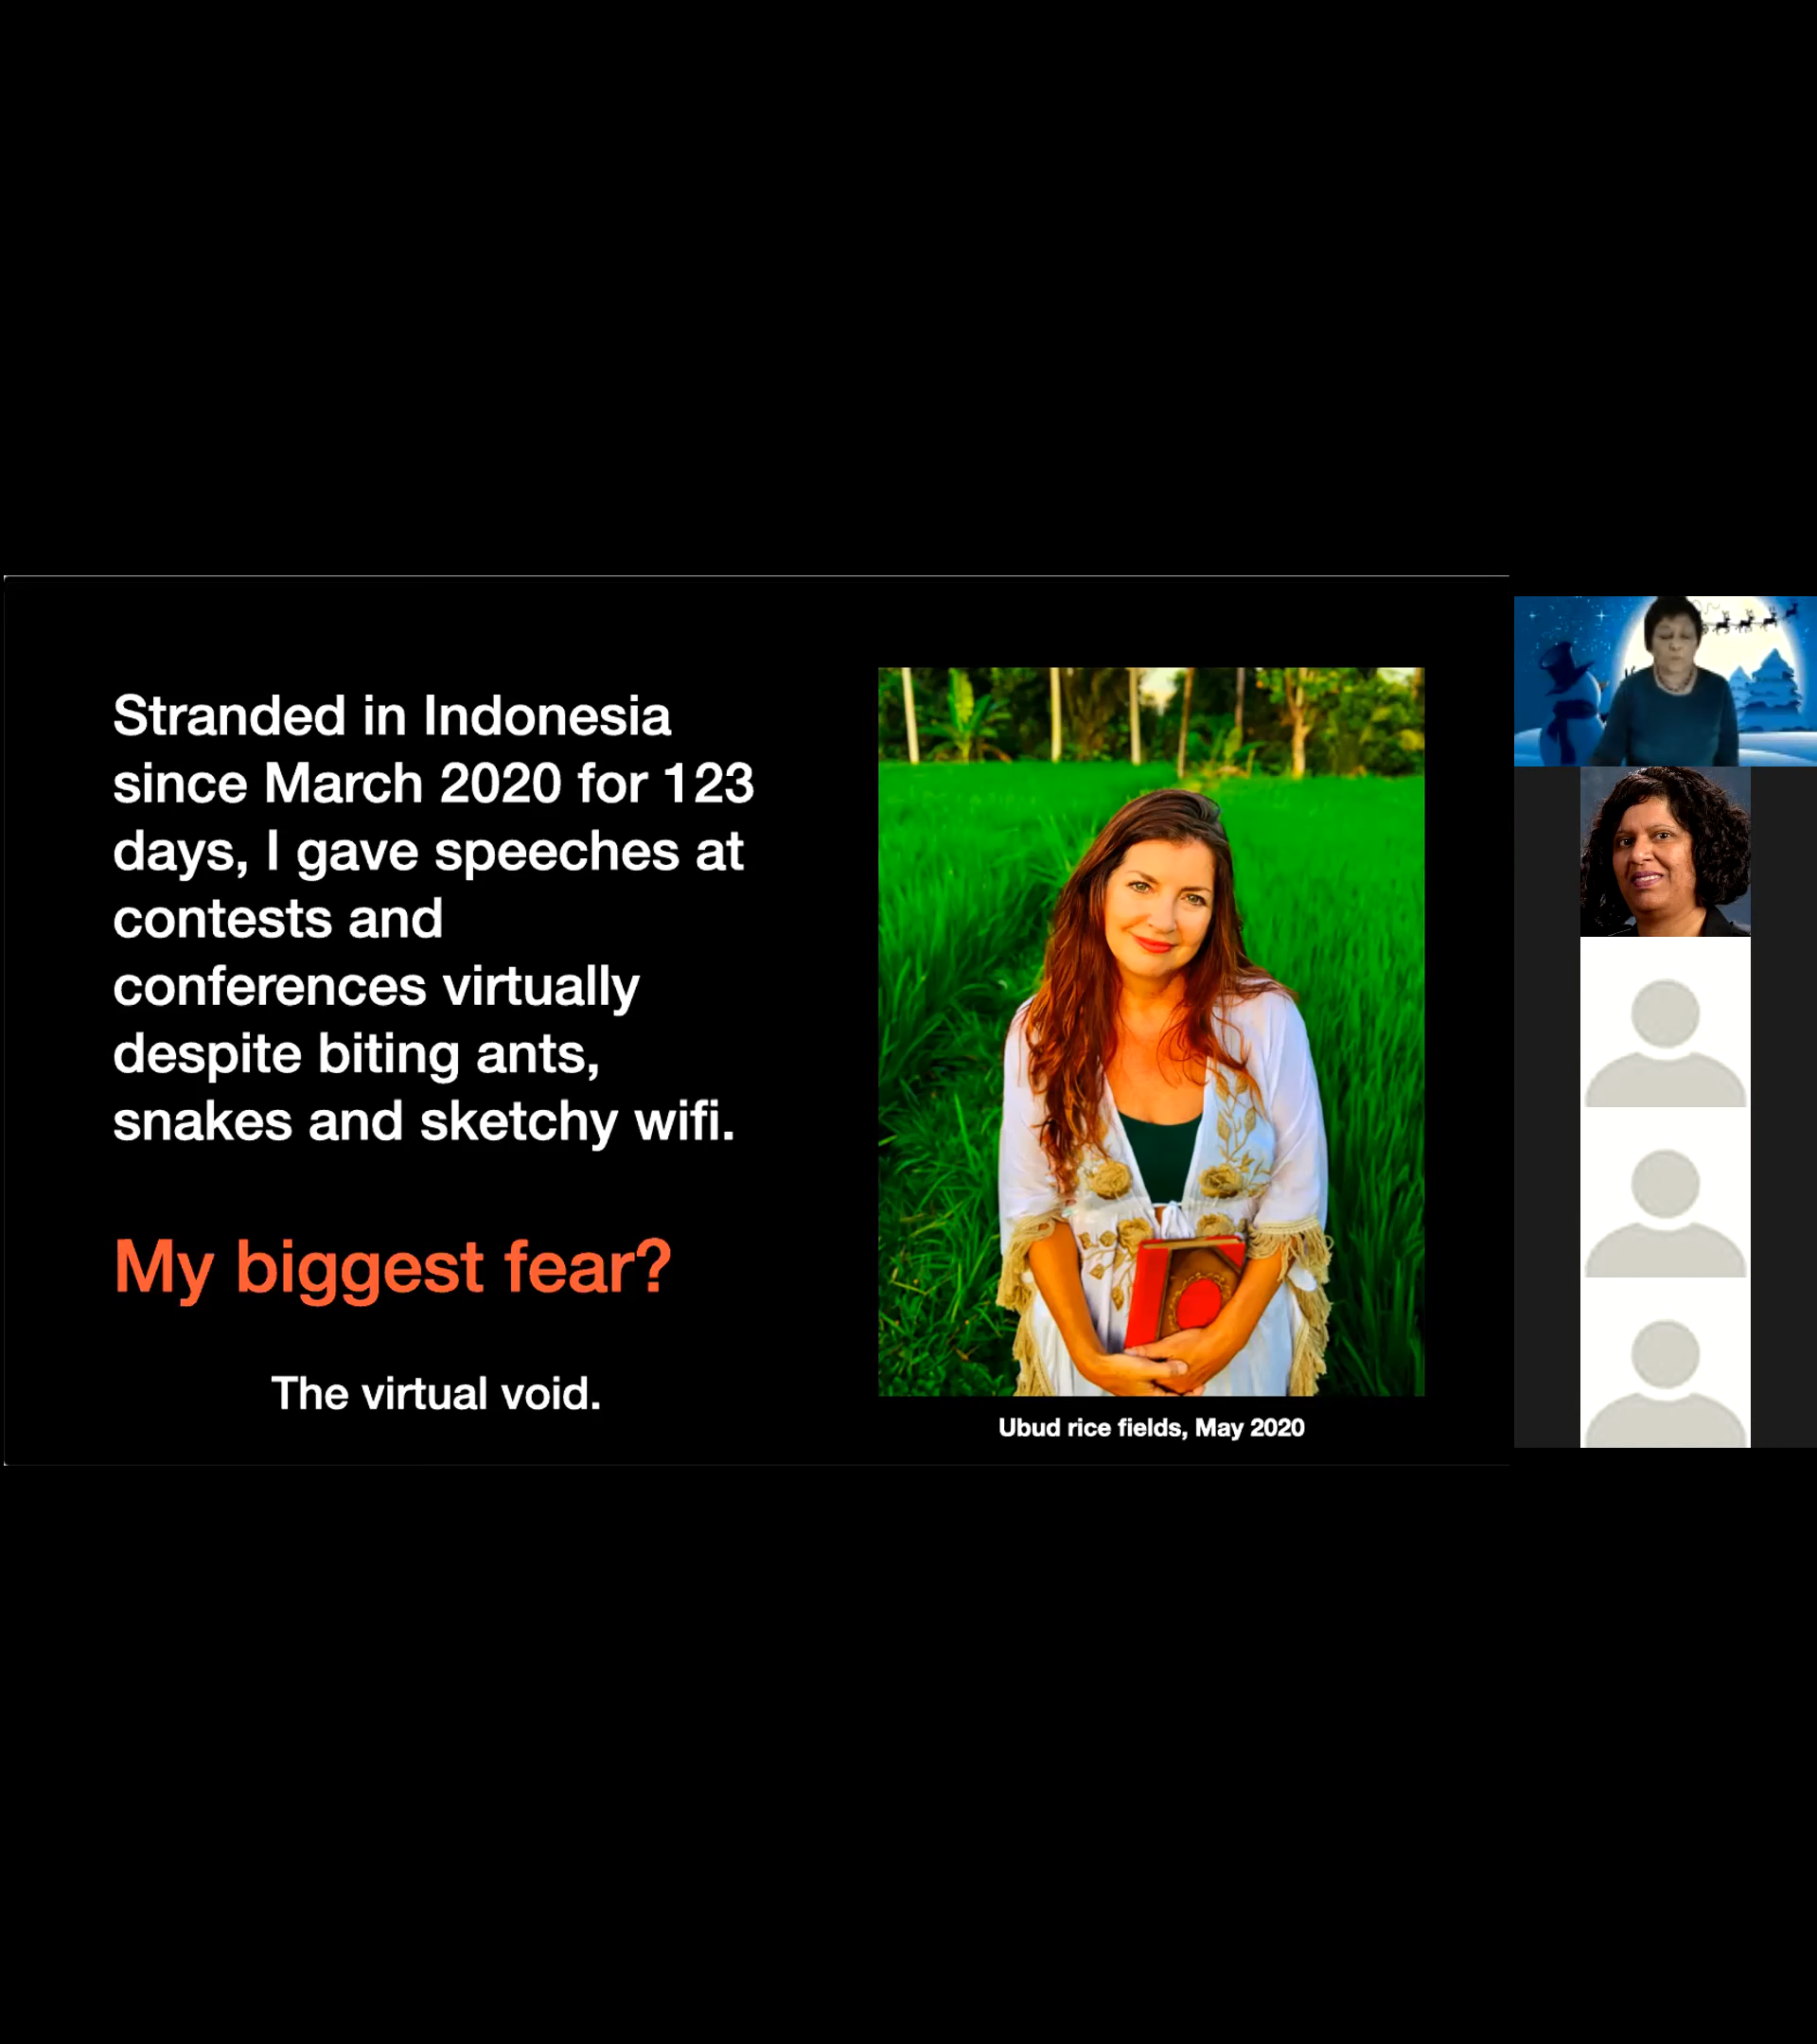 Stranded in Indonesia
since March 2020 for 123
days, I gave speeches at
contests and
conferences virtually
despite biting ants,
snakes and sketchy wifi.
My biggest fear?
The virtual void.
Ubud rice fields, May 2020